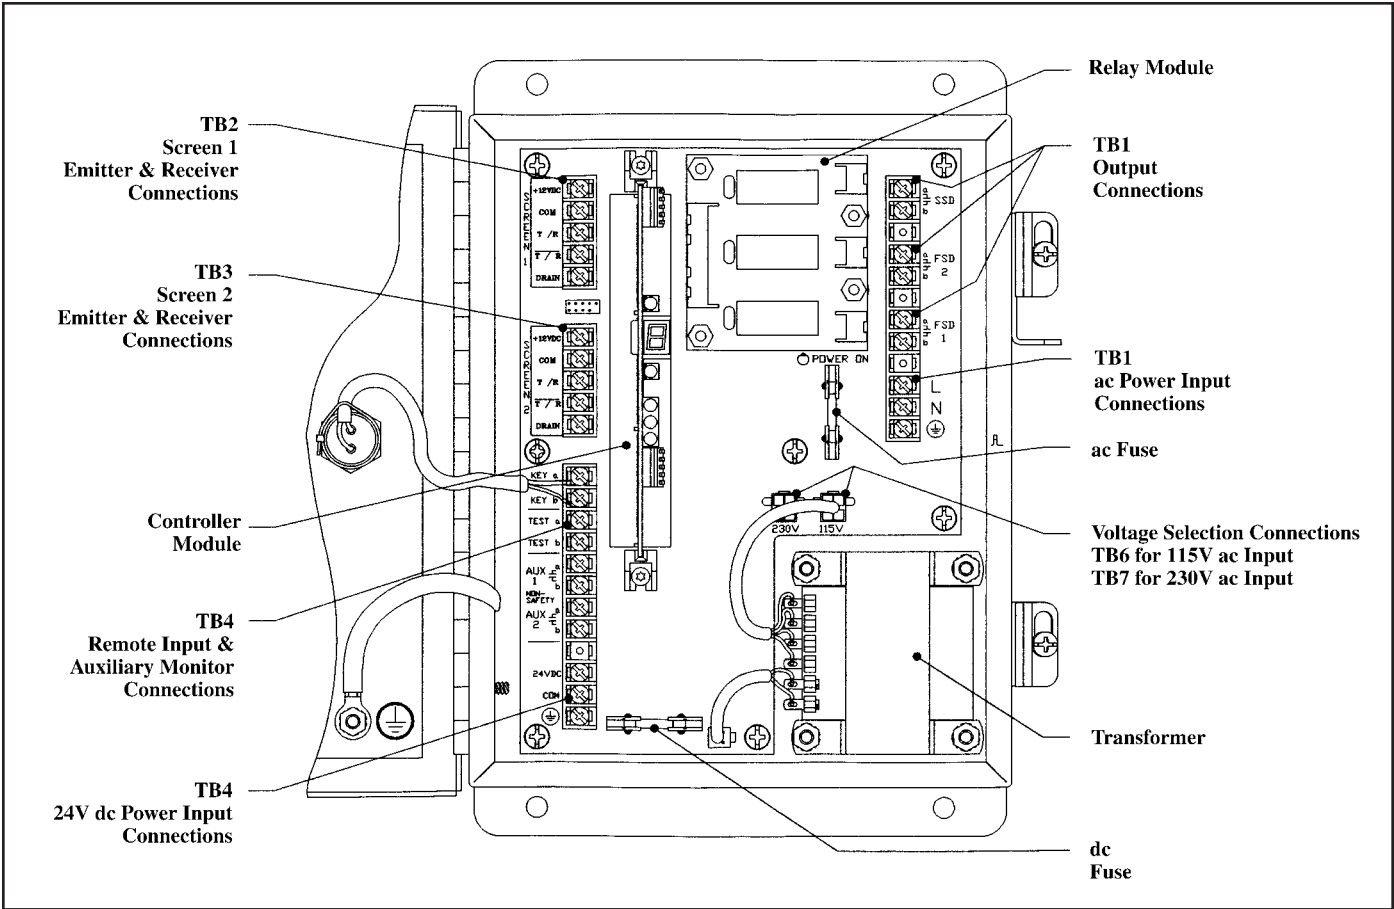 TB2
Screen 1
Emitter & Receiver
Connections
TB3
Screen 2
Emitter & Receiver
Connections
Controller
Module
TB4
Remote Input &
Auxiliary Monitor
Connections
TB4
24V dc Power Input
Connections
SCREEN 1
+12VDC
COM
T /R
T / R
DRAIN
SCREEN 2
+12VDC
COM
T /R
T / R
DRAIN
KEY a
KEY b
TEST a
TEST b
AUX 1 a b
NON-SAFETY
AUX 2 a b
24VDC
COM
POWER ON
230V
115V
SSD
FSD 2
FSD 1
L
N
Relay Module
TB1
Output
Connections
TB1
ac Power Input
Connections
ac Fuse
Voltage Selection Connections
TB6 for 115V ac Input
TB7 for 230V ac Input
Transformer
dc
Fuse